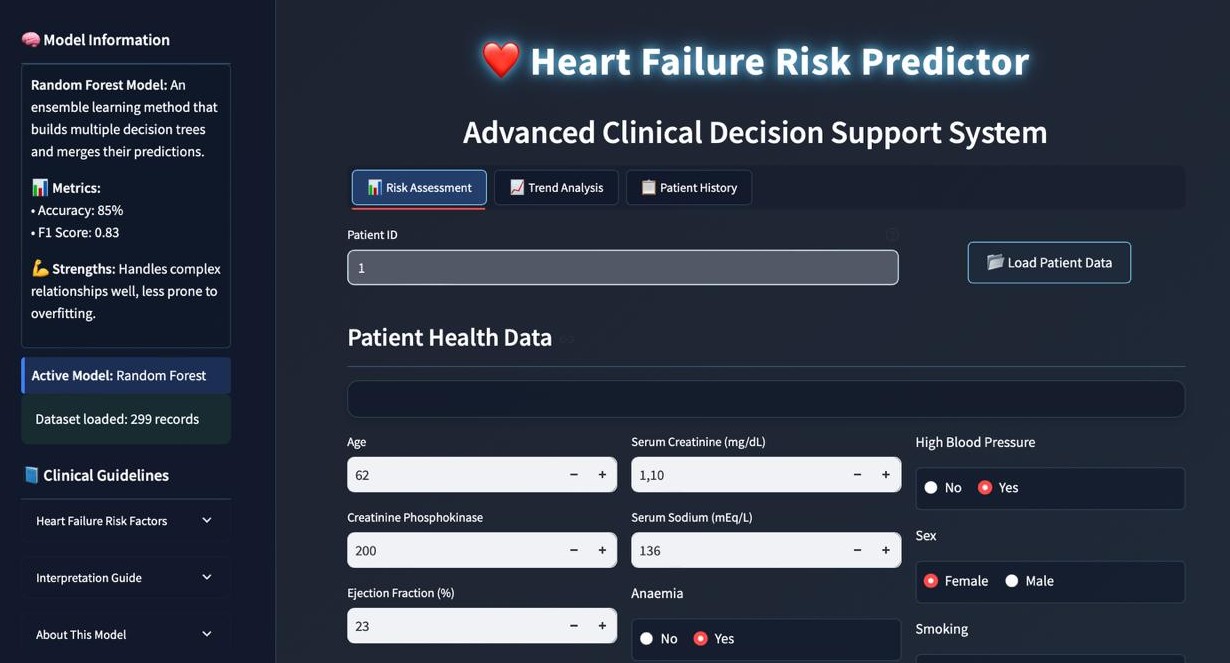 Model Information
Random Forest Model: An
ensemble learning method that
builds multiple decision trees
and merges their predictions.
Metrics:
• Accuracy: 85%
• F1 Score: 0.83
Strengths: Handles complex
relationships well, less prone to
overfitting.
Active Model: Random Forest
Dataset loaded: 299 records
Clinical Guidelines
Heart Failure Risk Factors
Interpretation Guide
About This Model
Heart Failure Risk Predictor
Advanced Clinical Decision Support System
Risk Assessment
Trend Analysis
Patient History
Patient ID
1
Load Patient Data
Patient Health Data
Age
62
Creatinine Phosphokinase
200
Ejection Fraction (%)
23
Serum Creatinine (mg/dL)
1,10
Serum Sodium (mEq/L)
136
Anaemia
No Yes
High Blood Pressure
No Yes
Sex
Female Male
Smoking